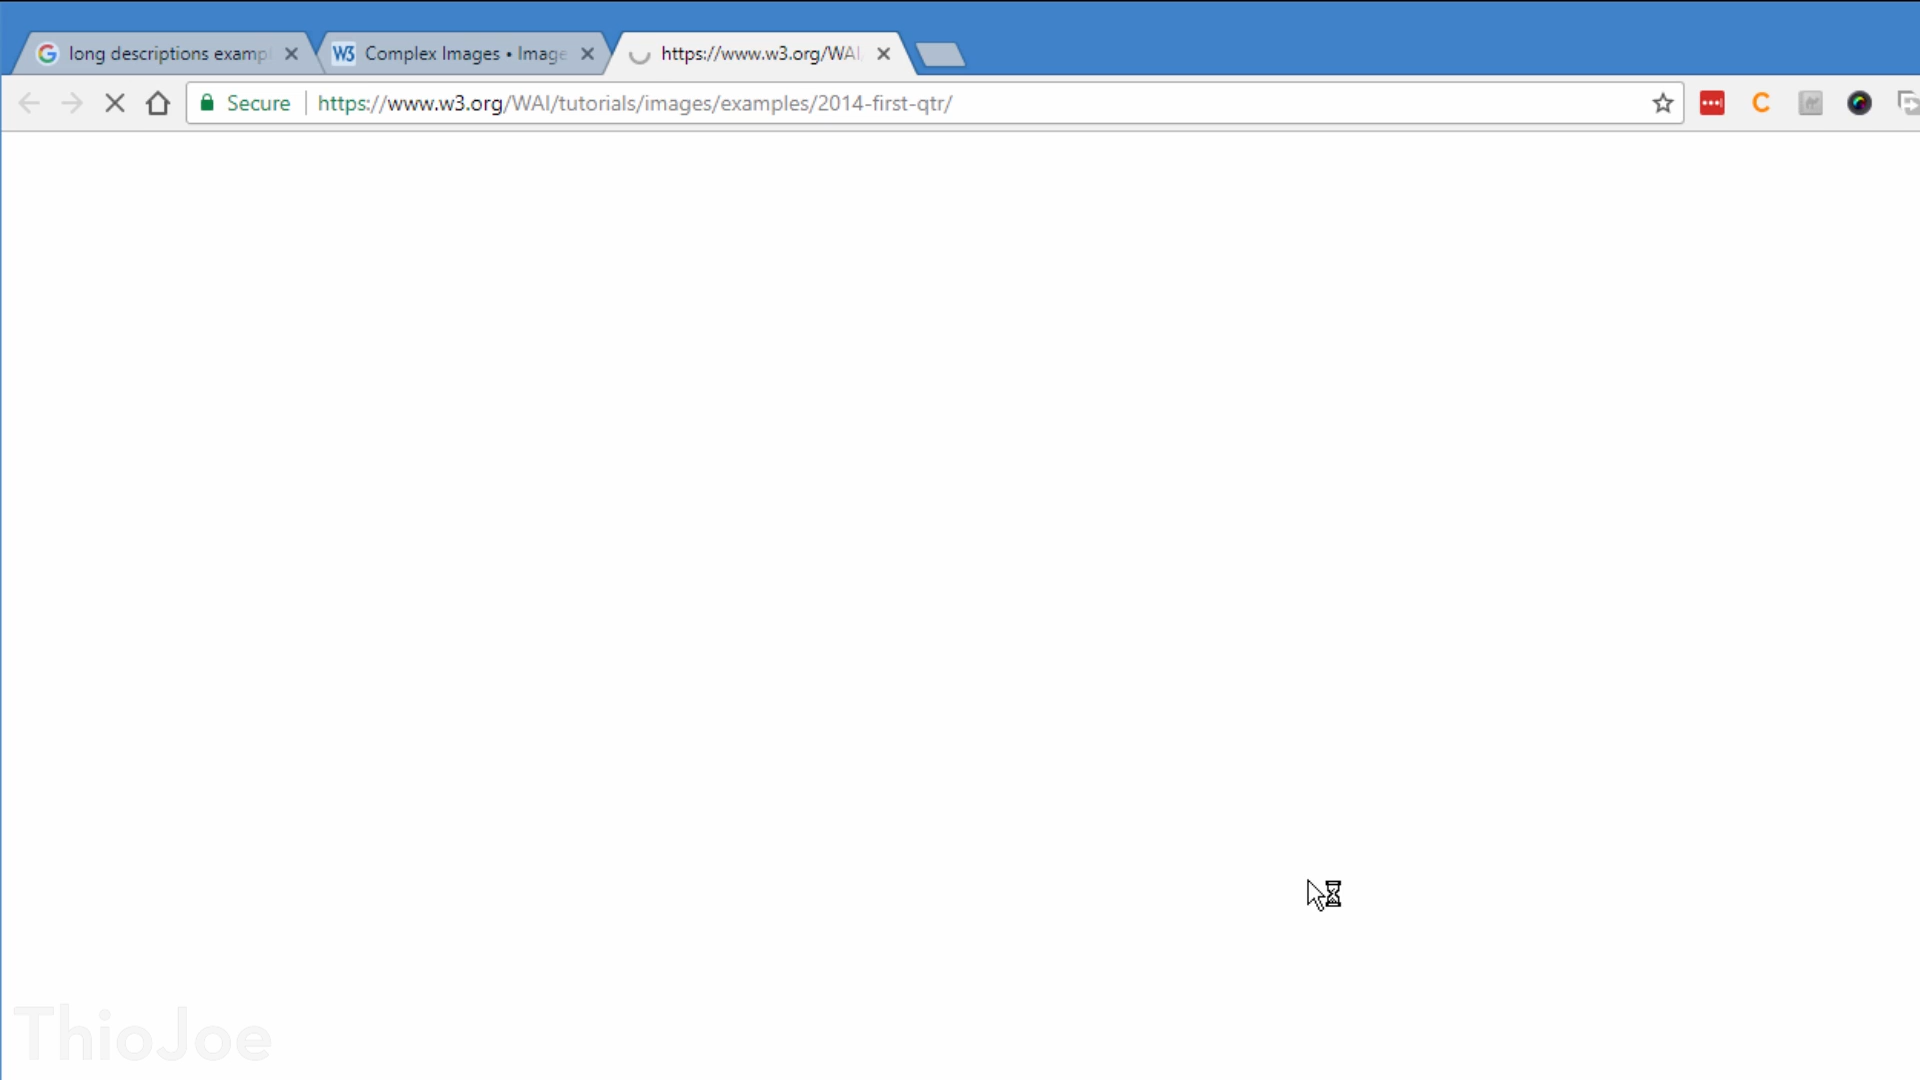 long descriptions examp
W3 Complex Images • Image
https://www.w3.org/WAI
Secure https://www.w3.org/WAI/tutorials/images/examples/2014-first-qtr/
C
ThioJoe